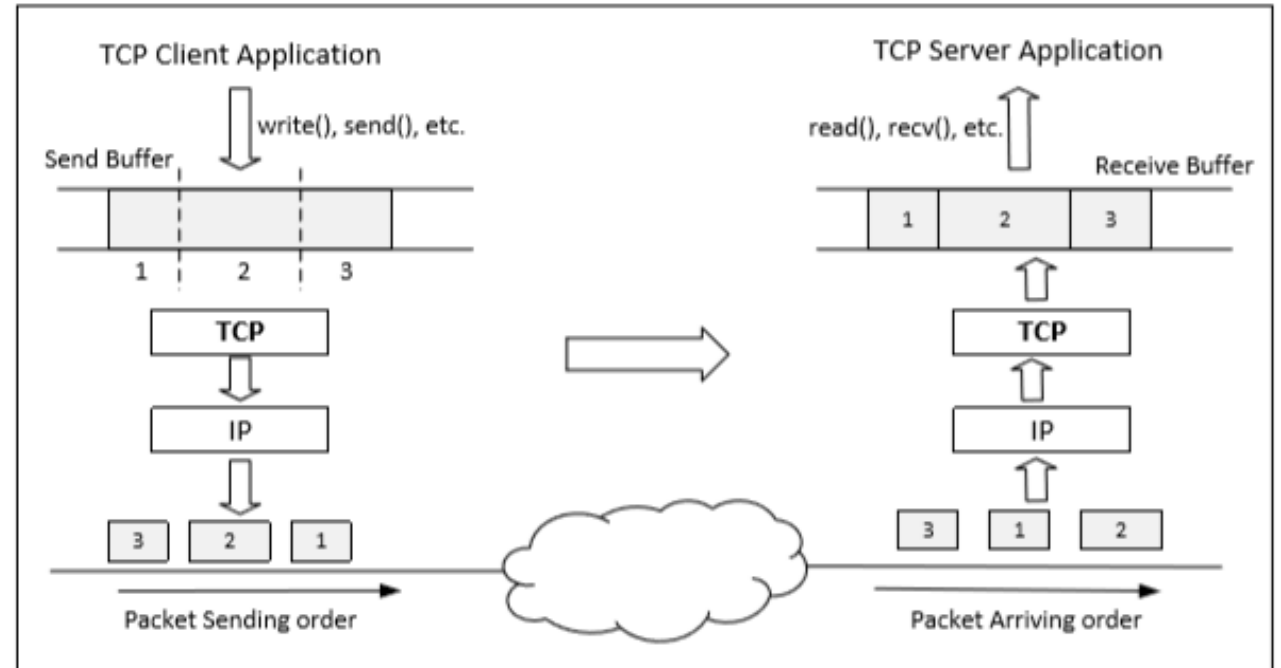 TCP Client Application
write(), send(), etc.
Send Buffer
1 2 3
TCP
IP
3 2 1
Packet Sending order
TCP Server Application
read(), recv(), etc.
Receive Buffer
1 2 3
TCP
IP
3 1 2
Packet Arriving order